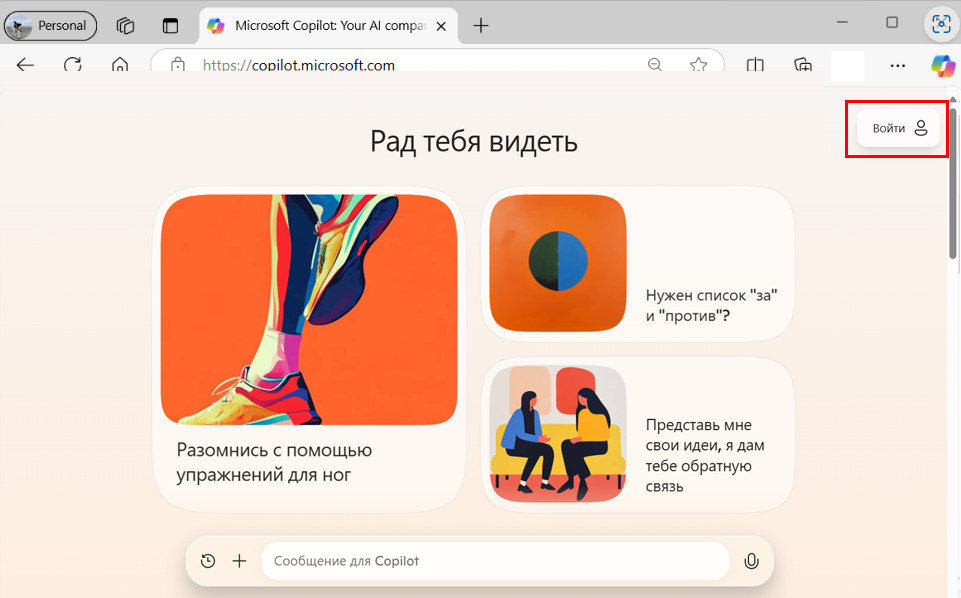 Personal
Microsoft Copilot: Your AI compa
https://copilot.microsoft.com
Войти
Рад тебя видеть
Разомнись с помощью
упражнений для ног
Нужен список "за"
и "против"?
Представь мне
свои идеи, я дам
тебе обратную
связь
Сообщение для Copilot